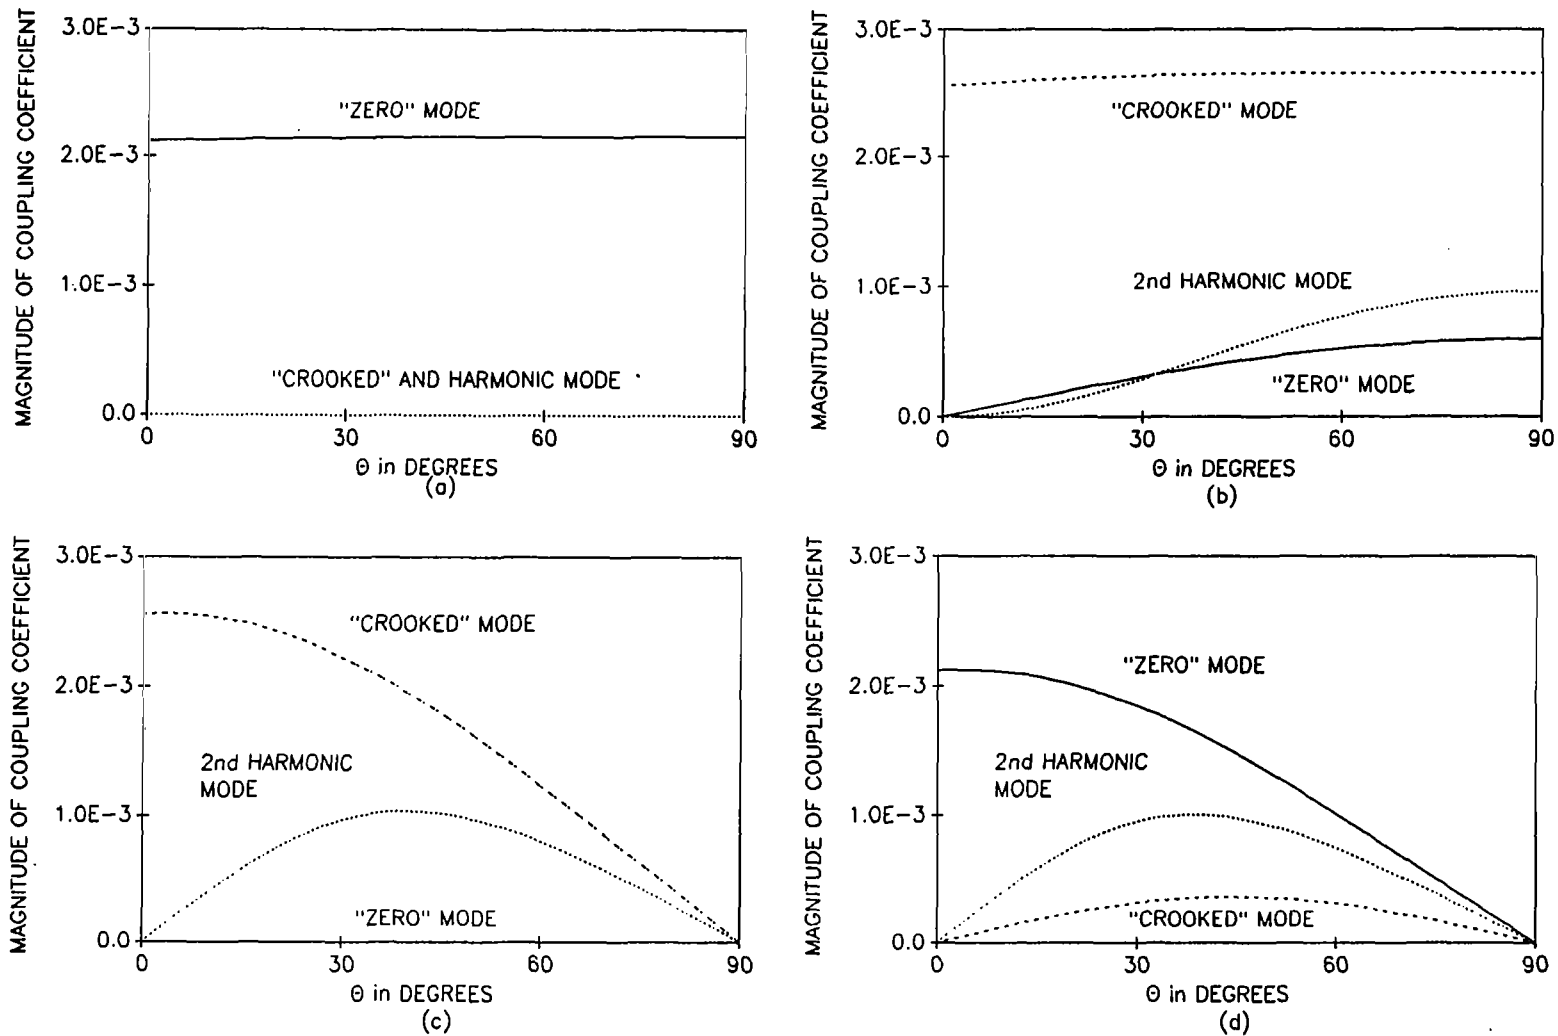 MAGNITUDE OF COUPLING COEFFICIENT
3.0E-3
2.0E-3
1.0E-3
0.0
"ZERO" MODE
"CROOKED" AND HARMONIC MODE
0
30
60
90
Θ in DEGREES
(a)
MAGNITUDE OF COUPLING COEFFICIENT
3.0E-3
2.0E-3
1.0E-3
0.0
"CROOKED" MODE
2nd HARMONIC MODE
"ZERO" MODE
0
30
60
90
Θ in DEGREES
(b)
MAGNITUDE OF COUPLING COEFFICIENT
3.0E-3
2.0E-3
1.0E-3
0.0
"CROOKED" MODE
2nd HARMONIC
MODE
"ZERO" MODE
0
30
60
90
Θ in DEGREES
(c)
MAGNITUDE OF COUPLING COEFFICIENT
3.0E-3
2.0E-3
1.0E-3
0.0
"ZERO" MODE
2nd HARMONIC
MODE
"CROOKED" MODE
0
30
60
90
Θ in DEGREES
(d)